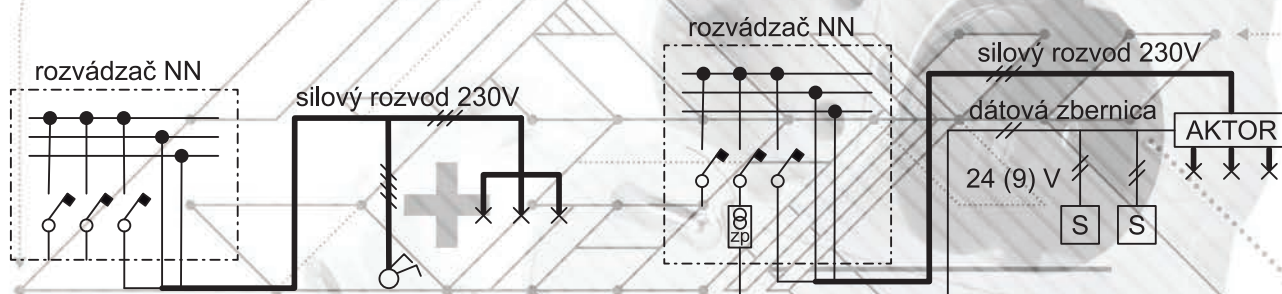 rozvádzač NN
silový rozvod 230V
rozvádzač NN
zp
silový rozvod 230V
dátová zbernica
AKTOR
24 (9) V
S
S